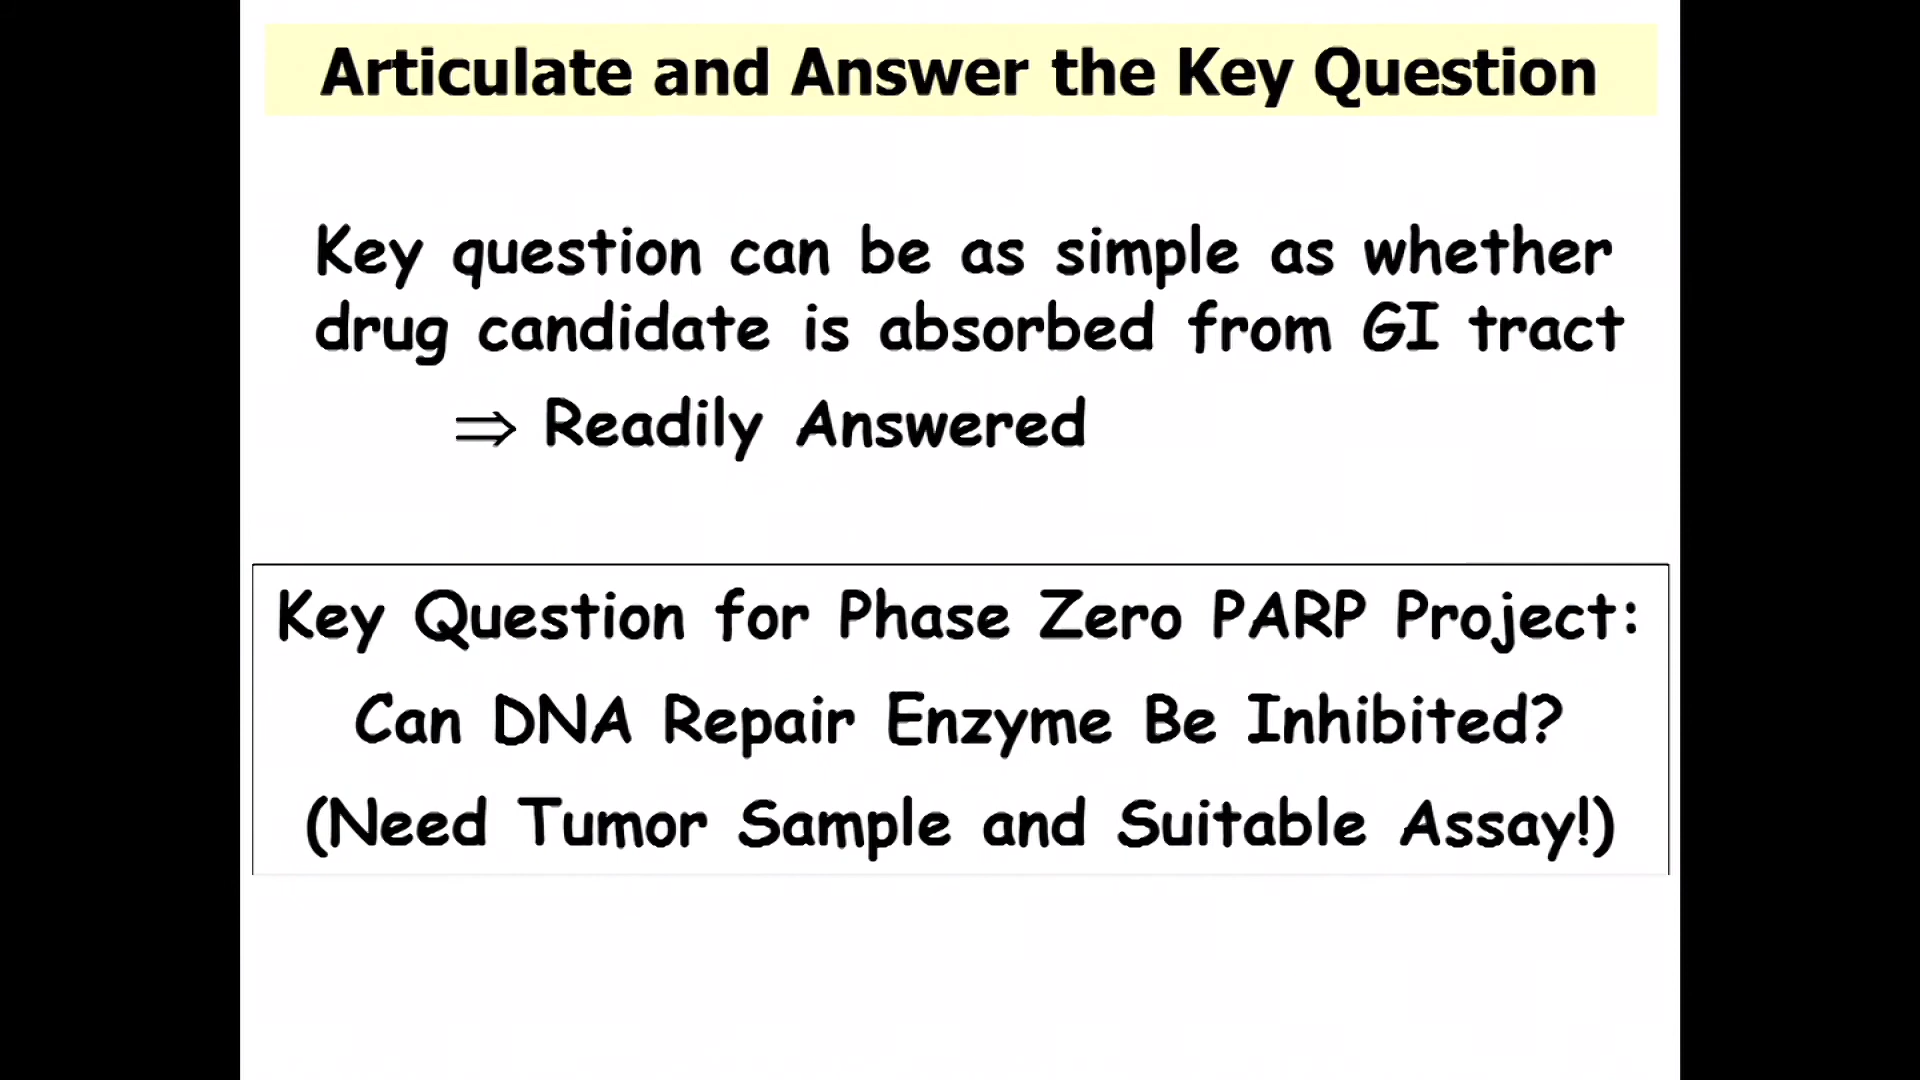 Articulate and Answer the Key Question
Key question can be as simple as whether
drug candidate is absorbed from GI tract
⇒ Readily Answered
Key Question for Phase Zero PARP Project:
Can DNA Repair Enzyme Be Inhibited?
(Need Tumor Sample and Suitable Assay!)